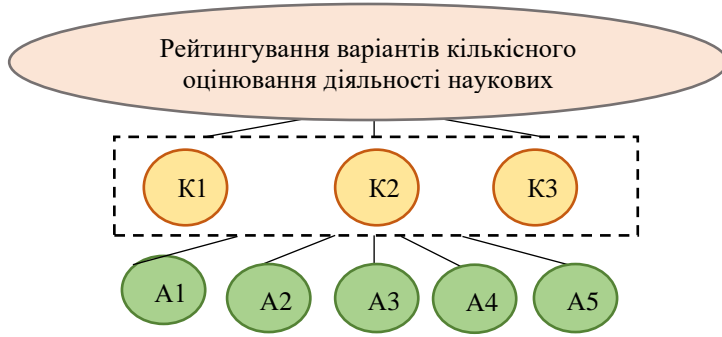 Рейтингування варіантів кількісного
оцінювання діяльності наукових
К1 К2 К3
А1 А2 А3 А4 А5